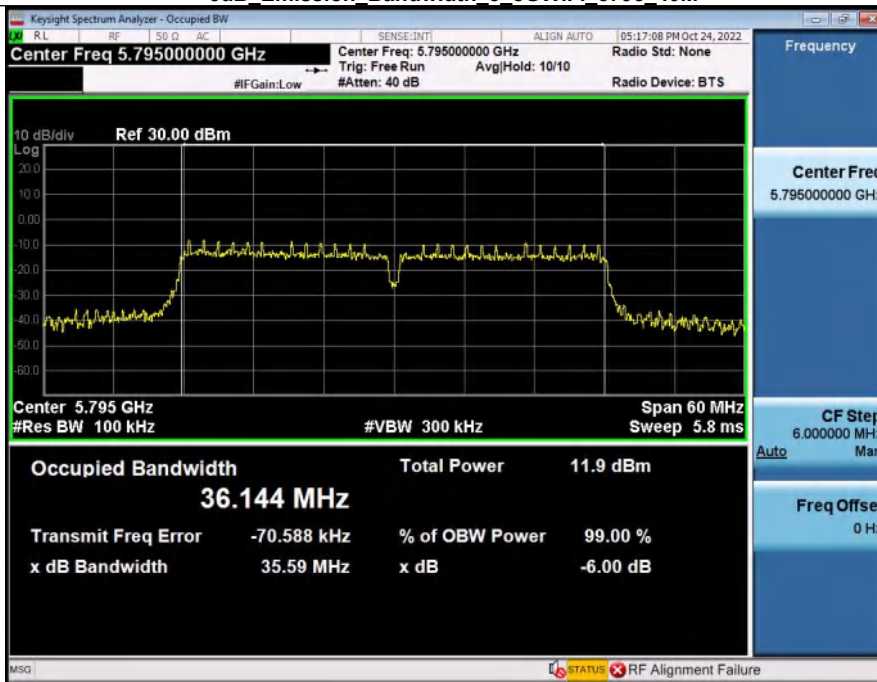 Keysight Spectrum Analyzer - Occupied BW
RL RF 50 Ω AC SENSE:INT ALIGN AUTO 05:17:08 PM Oct 24, 2022
Center Freq 5.795000000 GHz
Center Freq: 5.795000000 GHz
Radio Std: None
Trig: Free Run Avg|Hold: 10/10
#IFGain:Low #Atten: 40 dB Radio Device: BTS
Frequency
10 dB/div Ref 30.00 dBm
Log
20.0
10.0
0.00
-10.0
-20.0
-30.0
-40.0
-50.0
-60.0
Center 5.795 GHz Span 60 MHz
#Res BW 100 kHz #VBW 300 kHz Sweep 5.8 ms
Center Freq
5.795000000 GH
CF Step
6.000000 MH
Auto Man
Freq Offse
0 H
Occupied Bandwidth Total Power 11.9 dBm
36.144 MHz
Transmit Freq Error -70.588 kHz % of OBW Power 99.00 %
x dB Bandwidth 35.59 MHz x dB -6.00 dB
MSG STATUS RF Alignment Failure